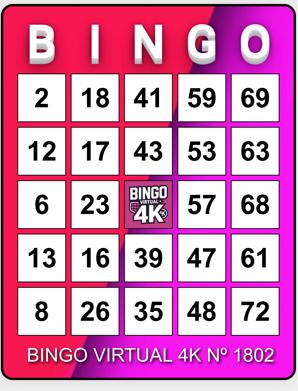 B I N G O
2 18 41 59 69
12 17 43 53 63
6 23 BINGO VIRTUAL 4K 57 68
13 16 39 47 61
8 26 35 48 72
BINGO VIRTUAL 4K Nº 1802